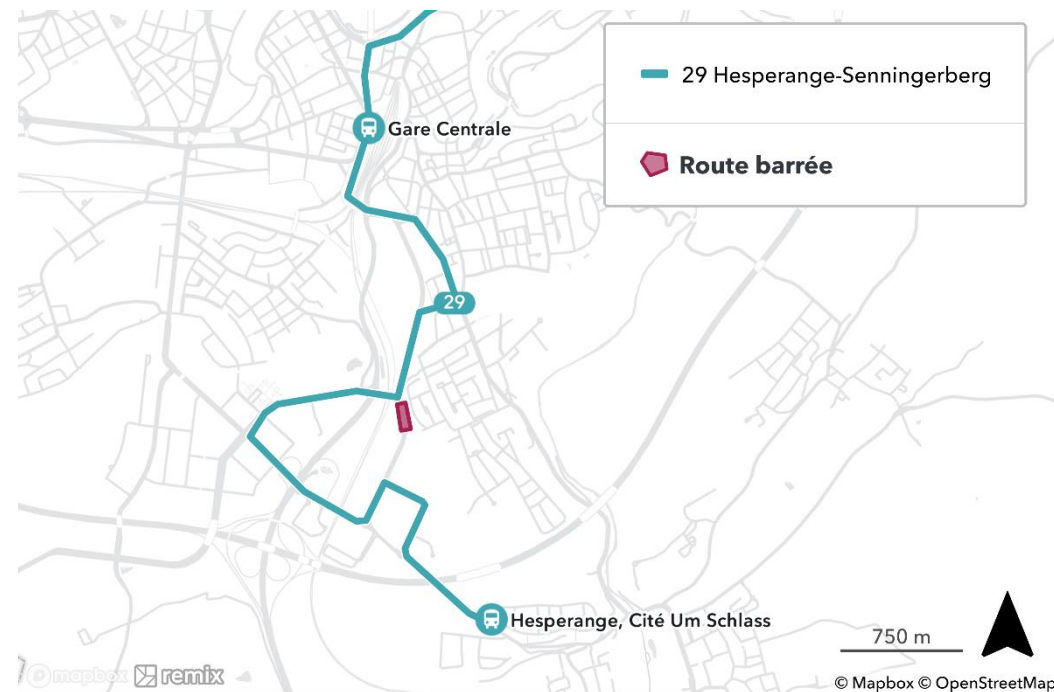 29 Hesperange-Senningerberg
Route barrée
Gare Centrale
29
Hesperange, Cité Um Schlass
750 m
mapbox remix
© Mapbox © OpenStreetMap